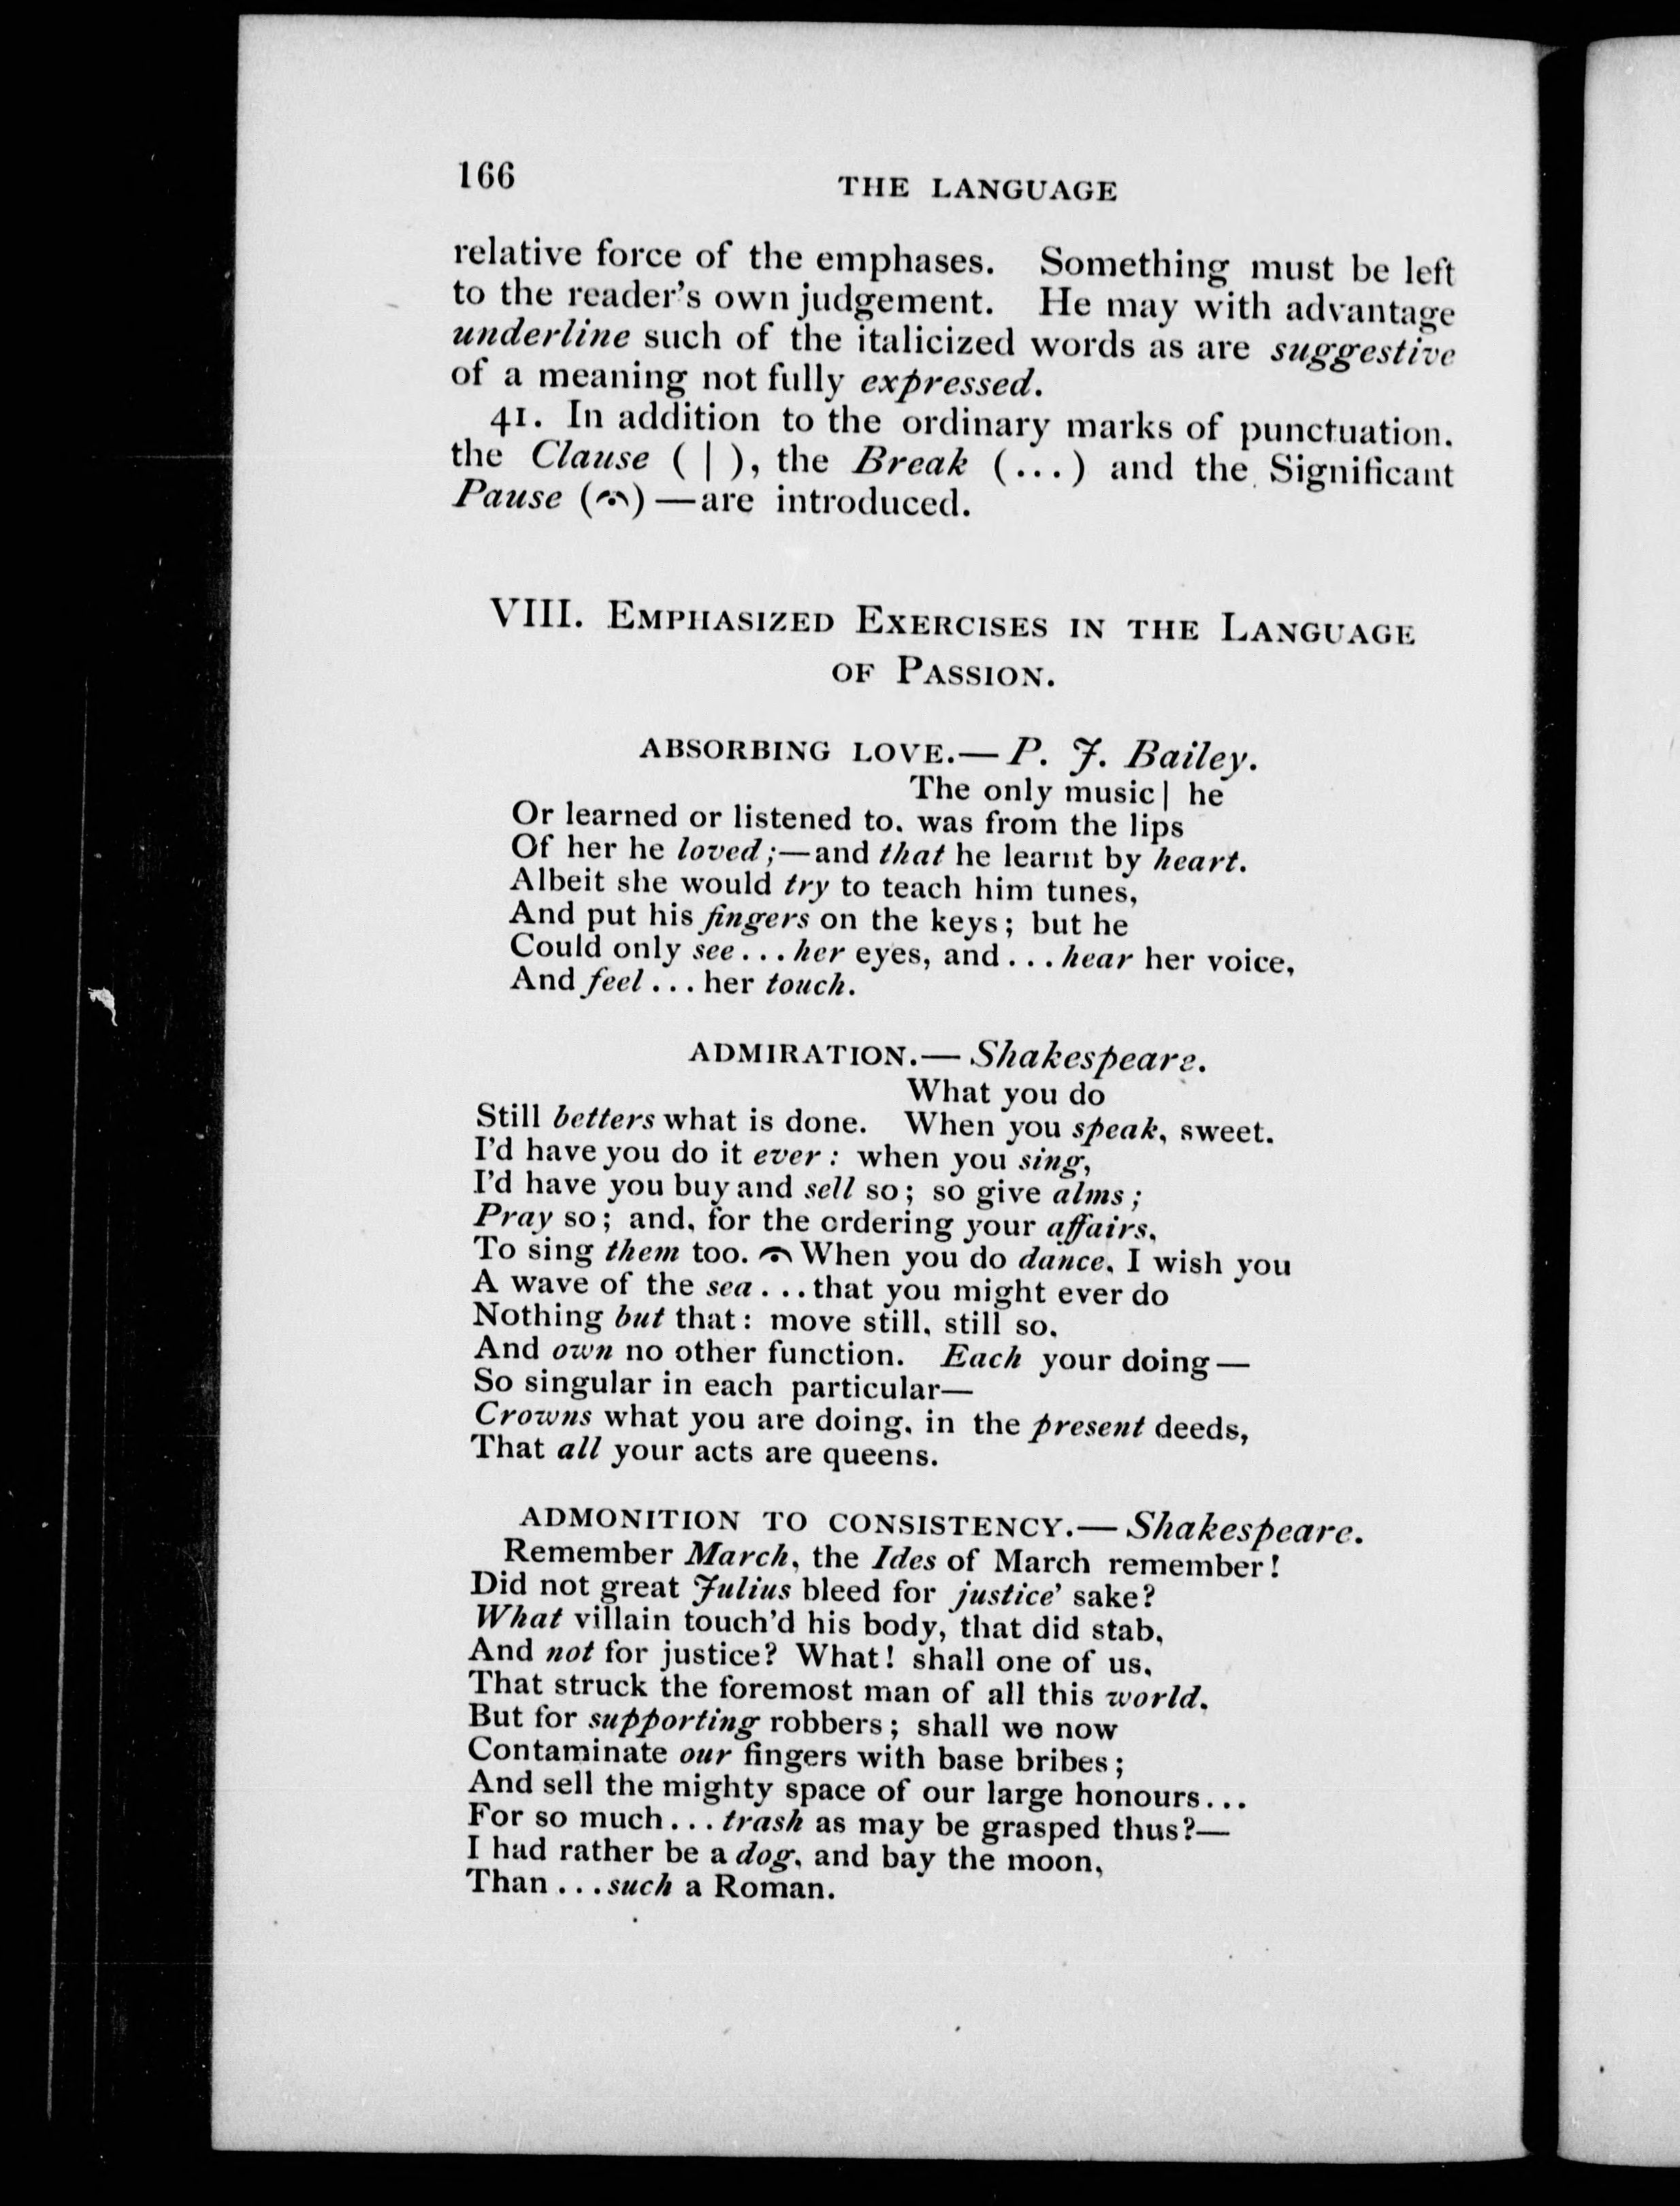 166
THE LANGUAGE
relative force of the emphases. Something must be left
to the reader's own judgement. He may with advantage
underline such of the italicized words as are suggestive
of a meaning not fully expressed.
41. In addition to the ordinary marks of punctuation,
the Clause ( | ), the Break (...) and the Significant
Pause (𝄐)—are introduced.
VIII. EMPHASIZED EXERCISES IN THE LANGUAGE
OF PASSION.
ABSORBING LOVE.—P. J. Bailey.
The only music| he
Or learned or listened to, was from the lips
Of her he loved;—and that he learnt by heart.
Albeit she would try to teach him tunes,
And put his fingers on the keys; but he
Could only see...her eyes, and...hear her voice,
And feel...her touch.
ADMIRATION.—Shakespeare.
What you do
Still betters what is done. When you speak, sweet,
I'd have you do it ever: when you sing,
I'd have you buy and sell so; so give alms;
Pray so; and, for the ordering your affairs,
To sing them too. 𝄐 When you do dance, I wish you
A wave of the sea...that you might ever do
Nothing but that: move still, still so,
And own no other function. Each your doing—
So singular in each particular—
Crowns what you are doing, in the present deeds,
That all your acts are queens.
ADMONITION TO CONSISTENCY.—Shakespeare.
Remember March, the Ides of March remember!
Did not great Julius bleed for justice' sake?
What villain touch'd his body, that did stab,
And not for justice? What! shall one of us,
That struck the foremost man of all this world,
But for supporting robbers; shall we now
Contaminate our fingers with base bribes;
And sell the mighty space of our large honours...
For so much...trash as may be grasped thus?—
I had rather be a dog, and bay the moon,
Than...such a Roman.